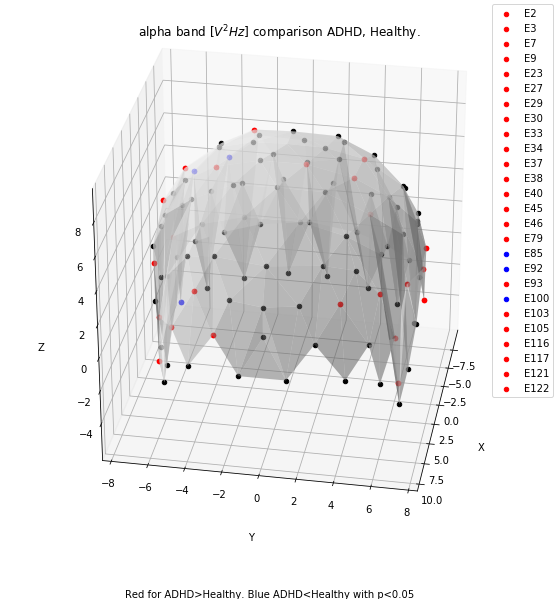 alpha band [V²Hz] comparison ADHD, Healthy.
E2
E3
E7
E9
E23
E27
E29
E30
E33
E34
E37
E38
E40
E45
E46
E79
E85
E92
E93
E100
E103
E105
E116
E117
E121
E122
8
6
4
2
0
−2
−4
Z
−8
−6
−4
−2
0
2
4
6
8
Y
−7.5
−5.0
−2.5
0.0
2.5
5.0
7.5
10.0
X
Red for ADHD>Healthy. Blue ADHD<Healthy with p<0.05